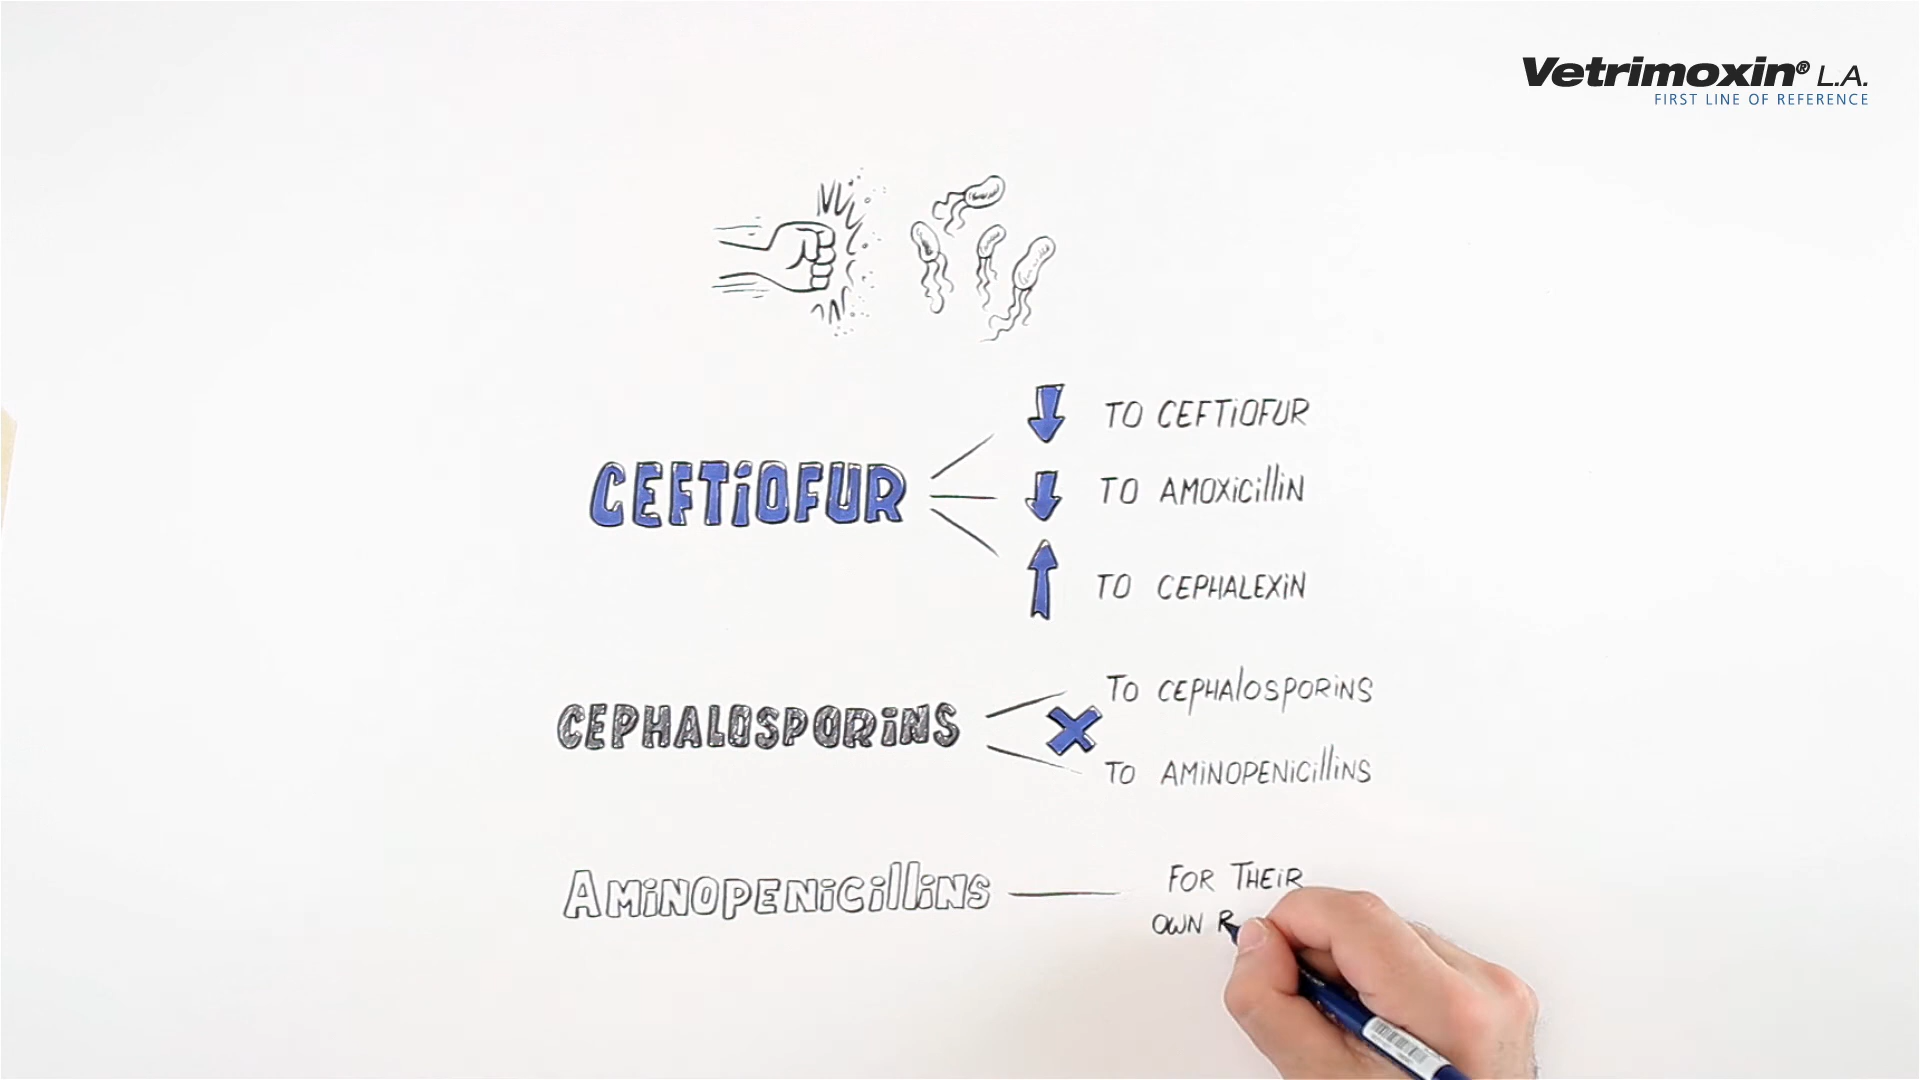 Vetrimoxin® L.A.
FIRST LINE OF REFERENCE
CEFTiOFUR
TO CEFTiOFUR
TO AMOXicilliN
TO CEPHALEXiN
CEPHALOSPORiNS
TO CEPHAlOSPORiNS
TO AMiNOPENicilliNS
AMiNOPENicilliNS
FOR THEiR
OWN R